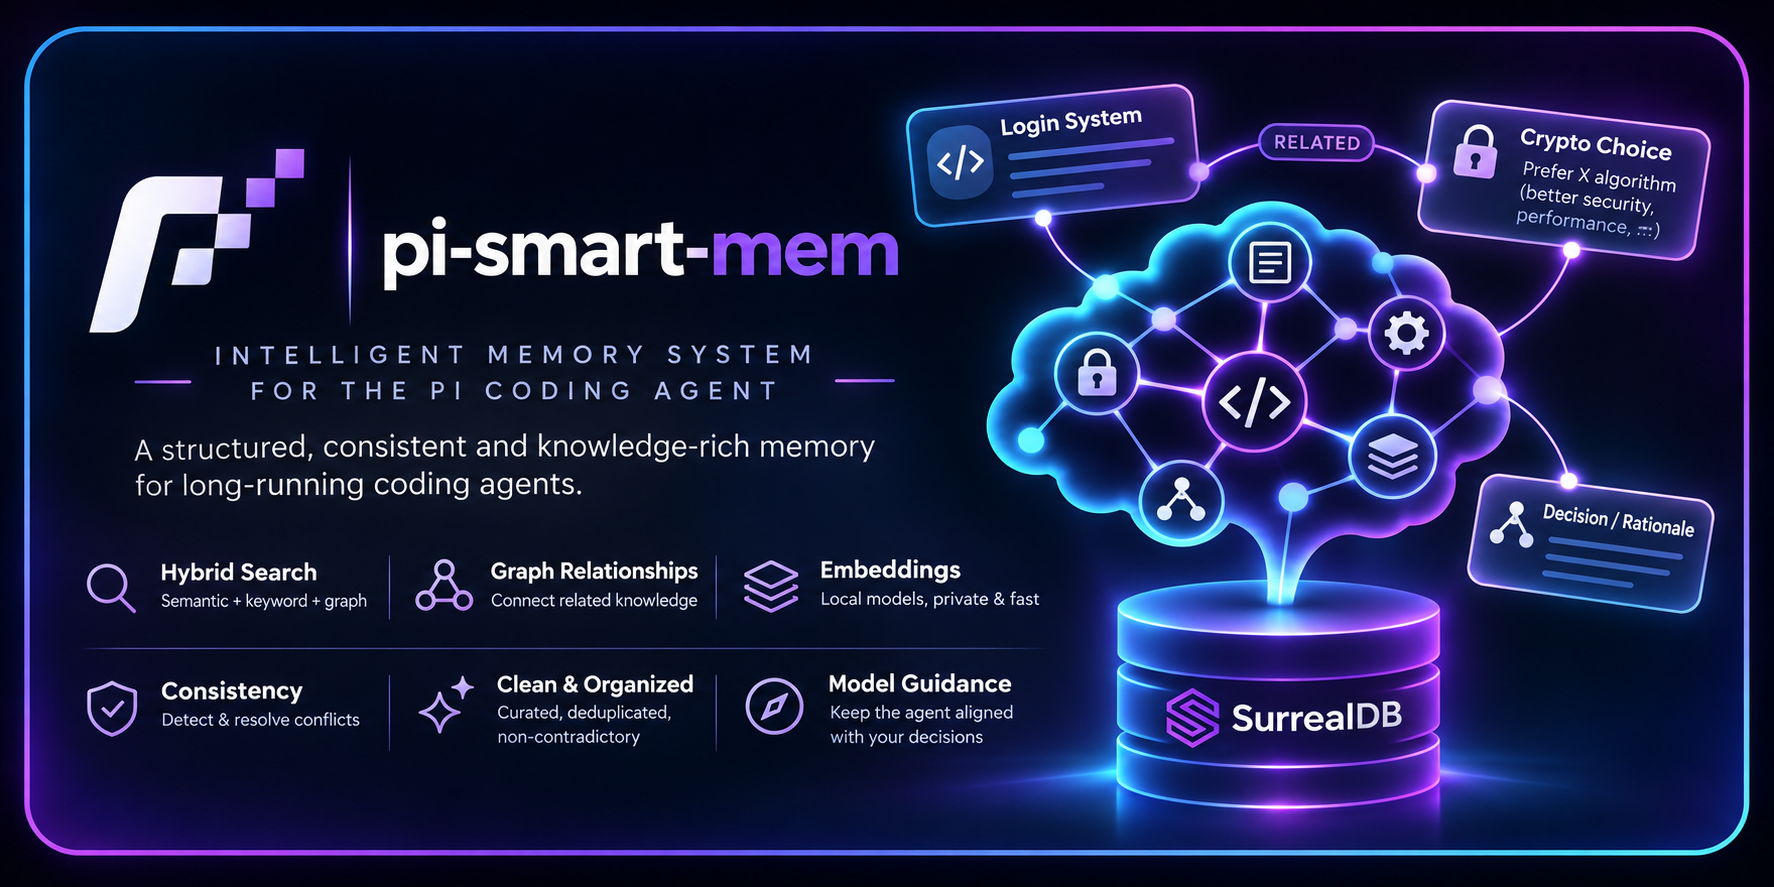 pi-smart-mem
INTELLIGENT MEMORY SYSTEM
FOR THE PI CODING AGENT
A structured, consistent and knowledge-rich memory
for long-running coding agents.
Hybrid Search
Semantic + keyword + graph
Graph Relationships
Connect related knowledge
Embeddings
Local models, private & fast
Consistency
Detect & resolve conflicts
Clean & Organized
Curated, deduplicated,
non-contradictory
Model Guidance
Keep the agent aligned
with your decisions
Login System
</>
RELATED
Crypto Choice
Prefer X algorithm
(better security,
performance, ...)
</>
Decision / Rationale
SurrealDB